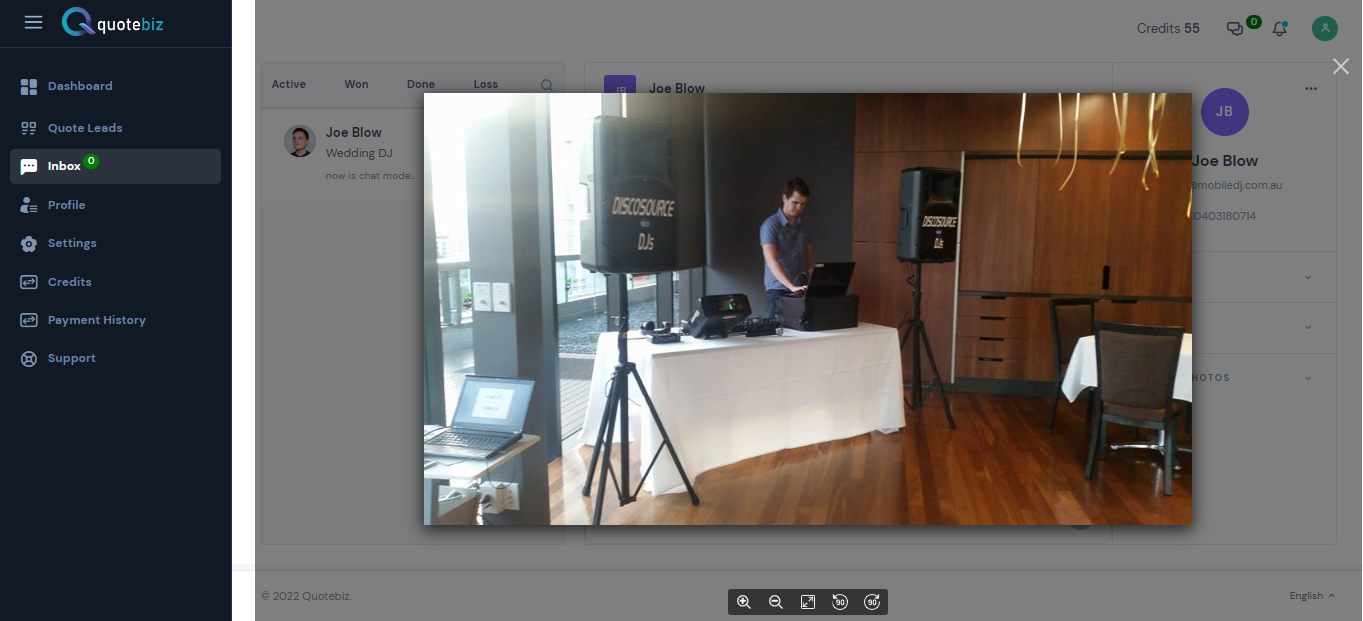 quotebiz
Credits 55
0
Dashboard
Quote Leads
Inbox 0
Profile
Settings
Credits
Payment History
Support
Active Won Done Loss
Joe Blow
Wedding DJ
now is chat mode..
JB
Joe Blow
DISCOSOURCE
DJs
DISCOSOURCE
DJs
JB
Joe Blow
@mobiledj.com.au
0403180714
HOTOS
© 2022 Quotebiz.
90
90
English